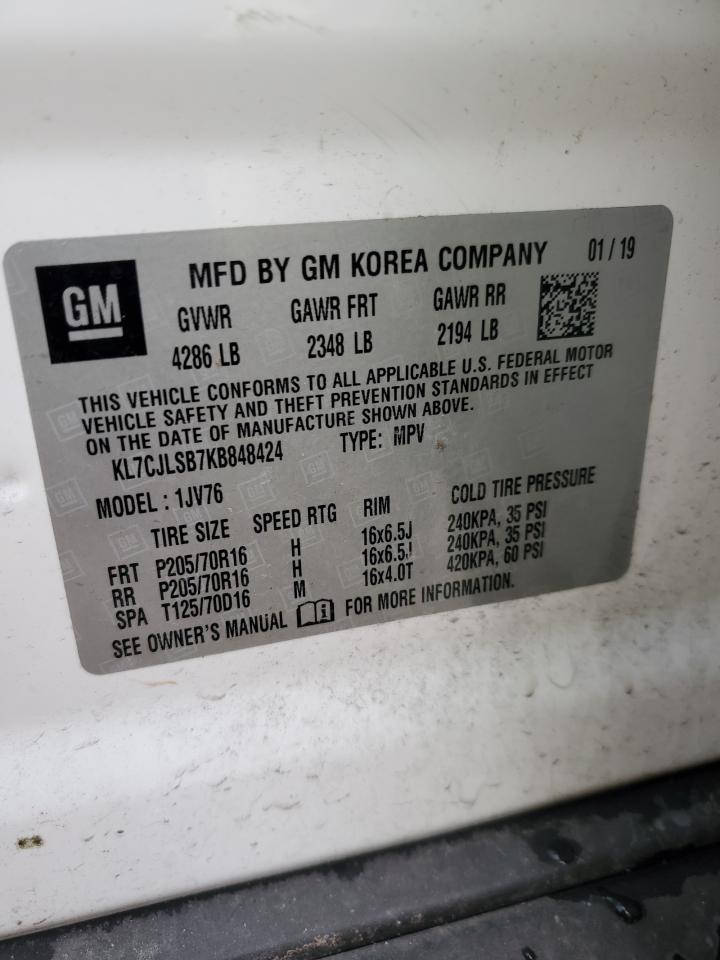 GM
MFD BY GM KOREA COMPANY 01 / 19
GVWR GAWR FRT GAWR RR
4286 LB 2348 LB 2194 LB
THIS VEHICLE CONFORMS TO ALL APPLICABLE U.S. FEDERAL MOTOR
VEHICLE SAFETY AND THEFT PREVENTION STANDARDS IN EFFECT
ON THE DATE OF MANUFACTURE SHOWN ABOVE.
KL7CJLSB7KB848424 TYPE: MPV
MODEL : 1JV76
TIRE SIZE SPEED RTG RIM COLD TIRE PRESSURE
FRT P205/70R16 H 16x6.5J 240KPA, 35 PSI
RR P205/70R16 H 16x6.5J 240KPA, 35 PSI
SPA T125/70D16 M 16x4.0T 420KPA, 60 PSI
SEE OWNER'S MANUAL FOR MORE INFORMATION.